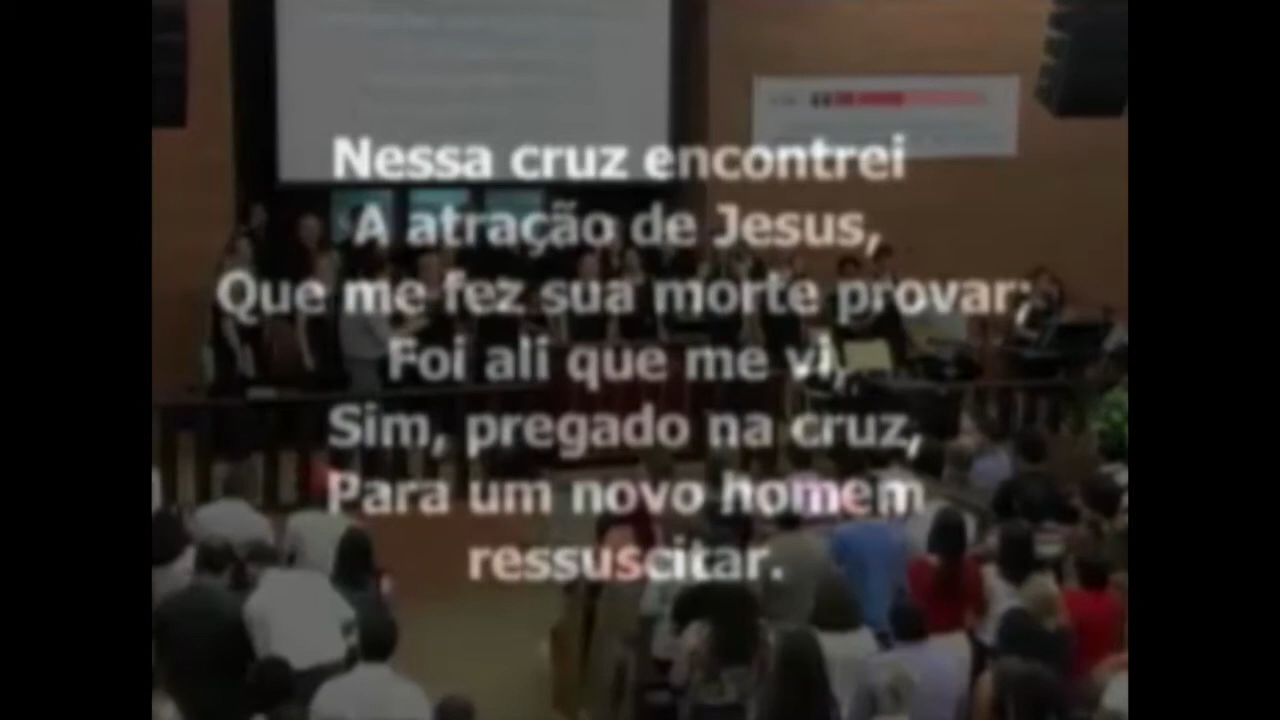 Nessa cruz encontrei
A atração de Jesus,
Que me fez sua morte provar;
Foi ali que me vi,
Sim, pregado na cruz,
Para um novo homem
ressuscitar.